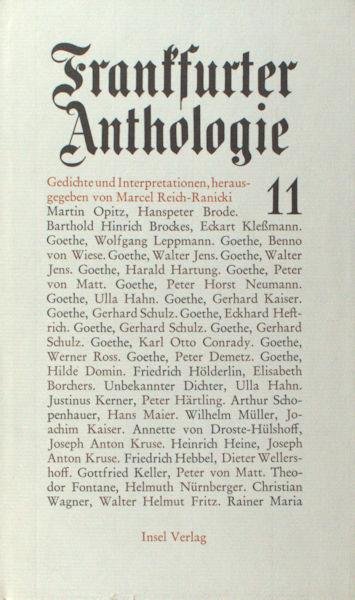 Frankfurter
Anthologie
Gedichte und Interpretationen, heraus-
gegeben von Marcel Reich-Ranicki
11
Martin Opitz, Hanspeter Brode.
Barthold Hinrich Brockes, Eckart Kleßmann.
Goethe, Wolfgang Leppmann. Goethe, Benno
von Wiese. Goethe, Walter Jens. Goethe, Walter
Jens. Goethe, Harald Hartung. Goethe, Peter
von Matt. Goethe, Peter Horst Neumann.
Goethe, Ulla Hahn. Goethe, Gerhard Kaiser.
Goethe, Gerhard Schulz. Goethe, Eckhard Heft-
rich. Goethe, Gerhard Schulz. Goethe, Gerhard
Schulz. Goethe, Karl Otto Conrady. Goethe,
Werner Ross. Goethe, Peter Demetz. Goethe,
Hilde Domin. Friedrich Hölderlin, Elisabeth
Borchers. Unbekannter Dichter, Ulla Hahn.
Justinus Kerner, Peter Härtling. Arthur Scho-
penhauer, Hans Maier. Wilhelm Müller, Jo-
achim Kaiser. Annette von Droste-Hülshoff,
Joseph Anton Kruse. Heinrich Heine, Joseph
Anton Kruse. Friedrich Hebbel, Dieter Wellers-
hoff. Gottfried Keller, Peter von Matt. Theo-
dor Fontane, Helmuth Nürnberger. Christian
Wagner, Walter Helmut Fritz. Rainer Maria
Insel Verlag